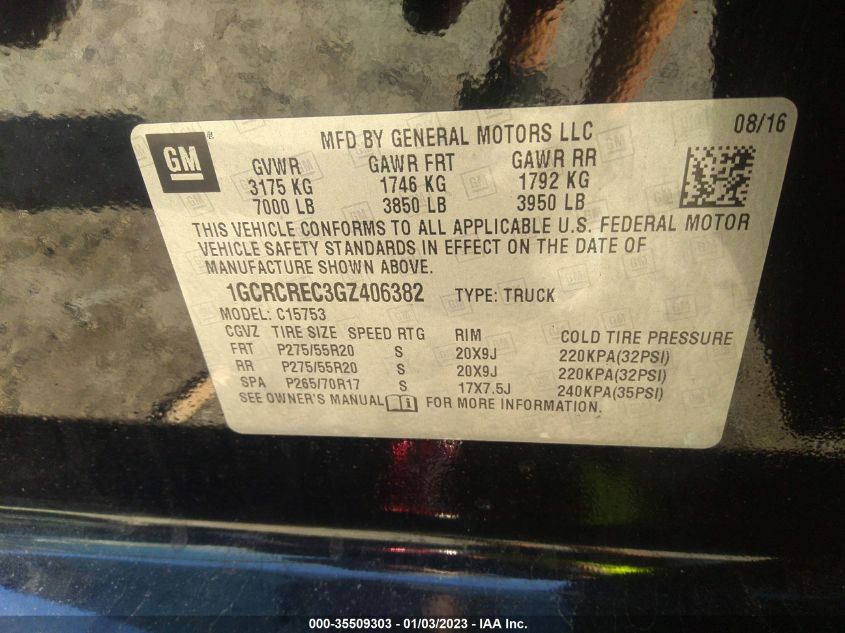 GM
MFD BY GENERAL MOTORS LLC
08/16
GVWR GAWR FRT GAWR RR
3175 KG 1746 KG 1792 KG
7000 LB 3850 LB 3950 LB
THIS VEHICLE CONFORMS TO ALL APPLICABLE U.S. FEDERAL MOTOR
VEHICLE SAFETY STANDARDS IN EFFECT ON THE DATE OF
MANUFACTURE SHOWN ABOVE.
1GCRCREC3GZ406382 TYPE: TRUCK
MODEL: C15753
CGVZ TIRE SIZE SPEED RTG RIM COLD TIRE PRESSURE
FRT P275/55R20 S 20X9J 220KPA(32PSI)
RR P275/55R20 S 20X9J 220KPA(32PSI)
SPA P265/70R17 S 17X7.5J 240KPA(35PSI)
SEE OWNER'S MANUAL FOR MORE INFORMATION.
000-35509303 - 01/03/2023 - IAA Inc.